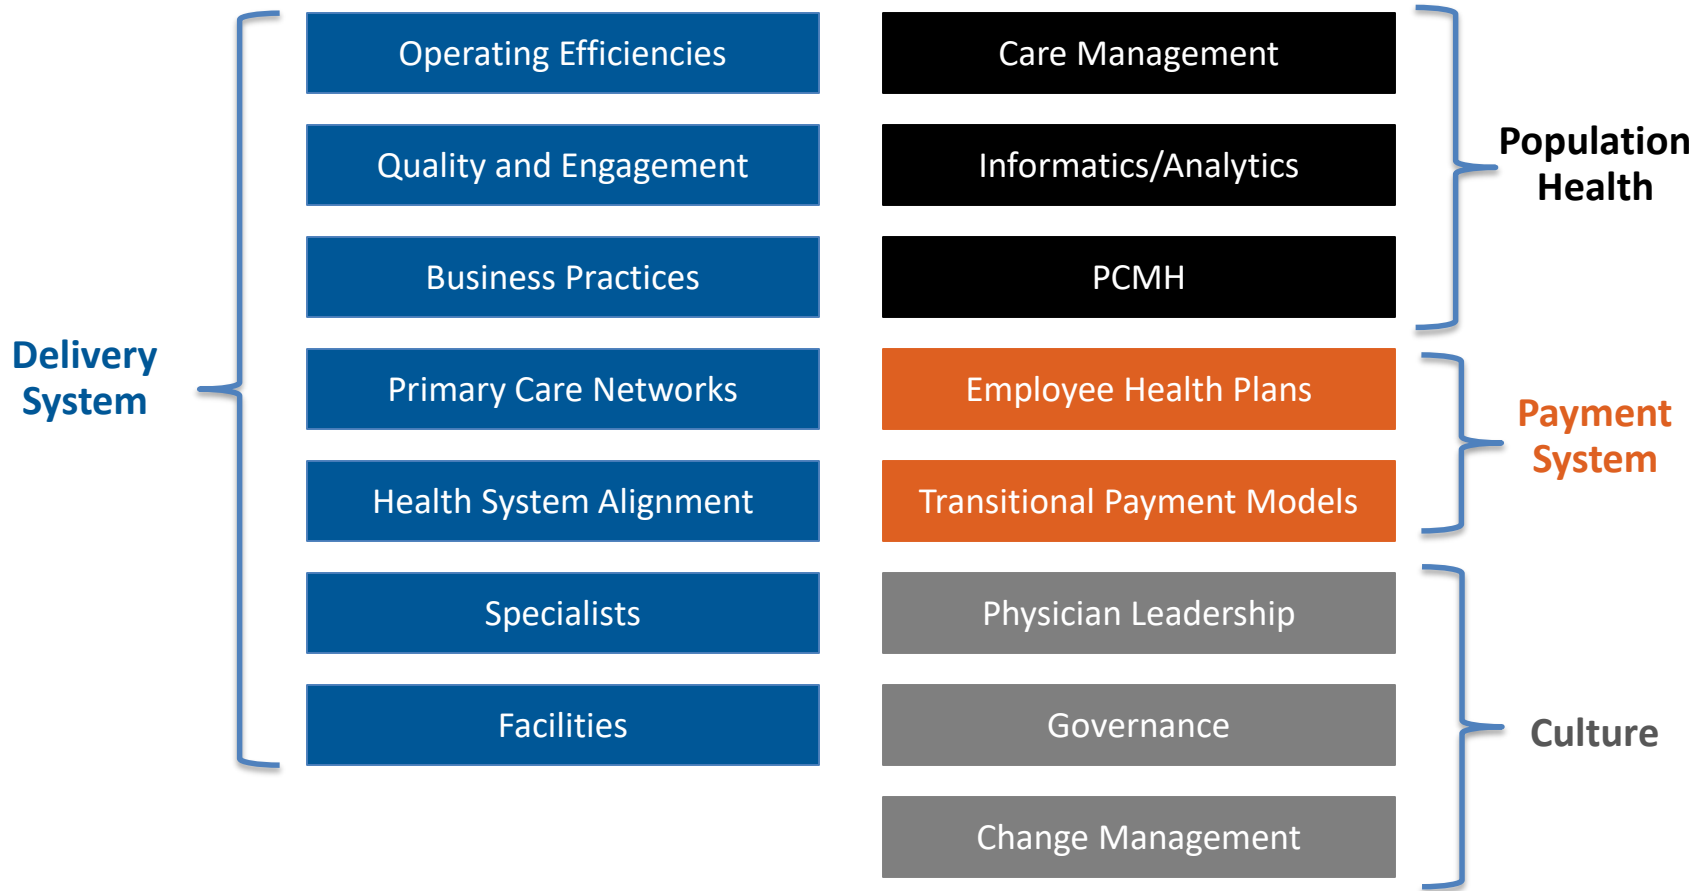 Delivery
System
Operating Efficiencies
Quality and Engagement
Business Practices
Primary Care Networks
Health System Alignment
Specialists
Facilities
Care Management
Informatics/Analytics
PCMH
Employee Health Plans
Transitional Payment Models
Physician Leadership
Governance
Change Management
Population
Health
Payment
System
Culture